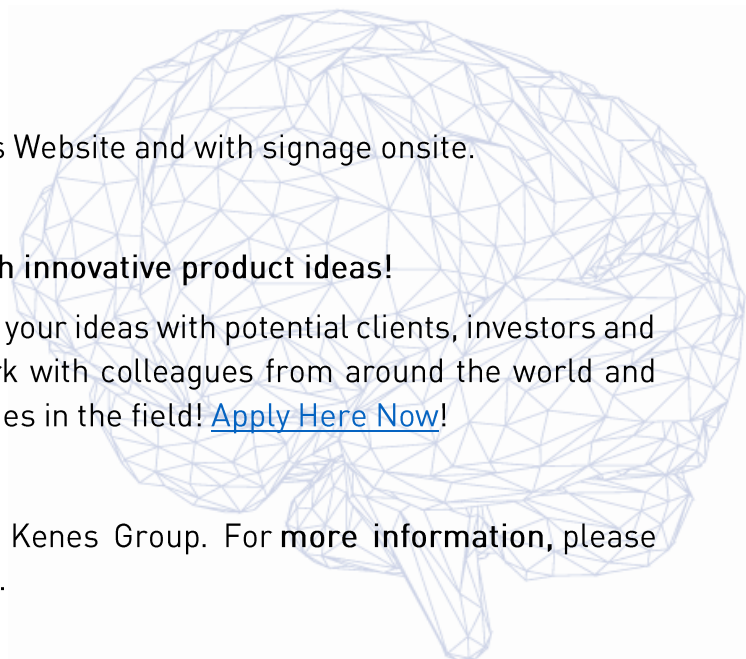 s Website and with signage onsite.
h innovative product ideas!
your ideas with potential clients, investors and
rk with colleagues from around the world and
es in the field! Apply Here Now!
Kenes Group. For more information, please
.